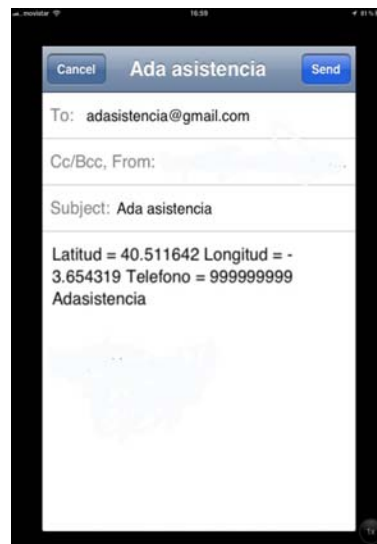 movistar 16:59
Cancel Ada asistencia Send
To: adasistencia@gmail.com
Cc/Bcc, From:
Subject: Ada asistencia
Latitud = 40.511642 Longitud = -
3.654319 Telefono = 999999999
Adasistencia
1x